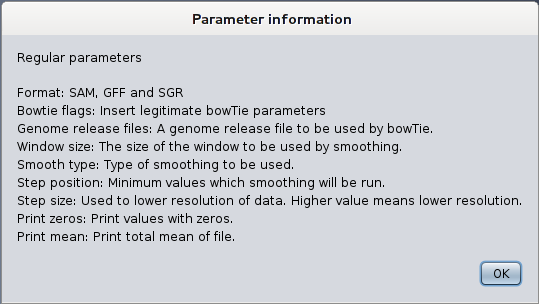 Parameter information
Regular parameters
Format: SAM, GFF and SGR
Bowtie flags: Insert legitimate bowTie parameters
Genome release files: A genome release file to be used by bowTie.
Window size: The size of the window to be used by smoothing.
Smooth type: Type of smoothing to be used.
Step position: Minimum values which smoothing will be run.
Step size: Used to lower resolution of data. Higher value means lower resolution.
Print zeros: Print values with zeros.
Print mean: Print total mean of file.
OK